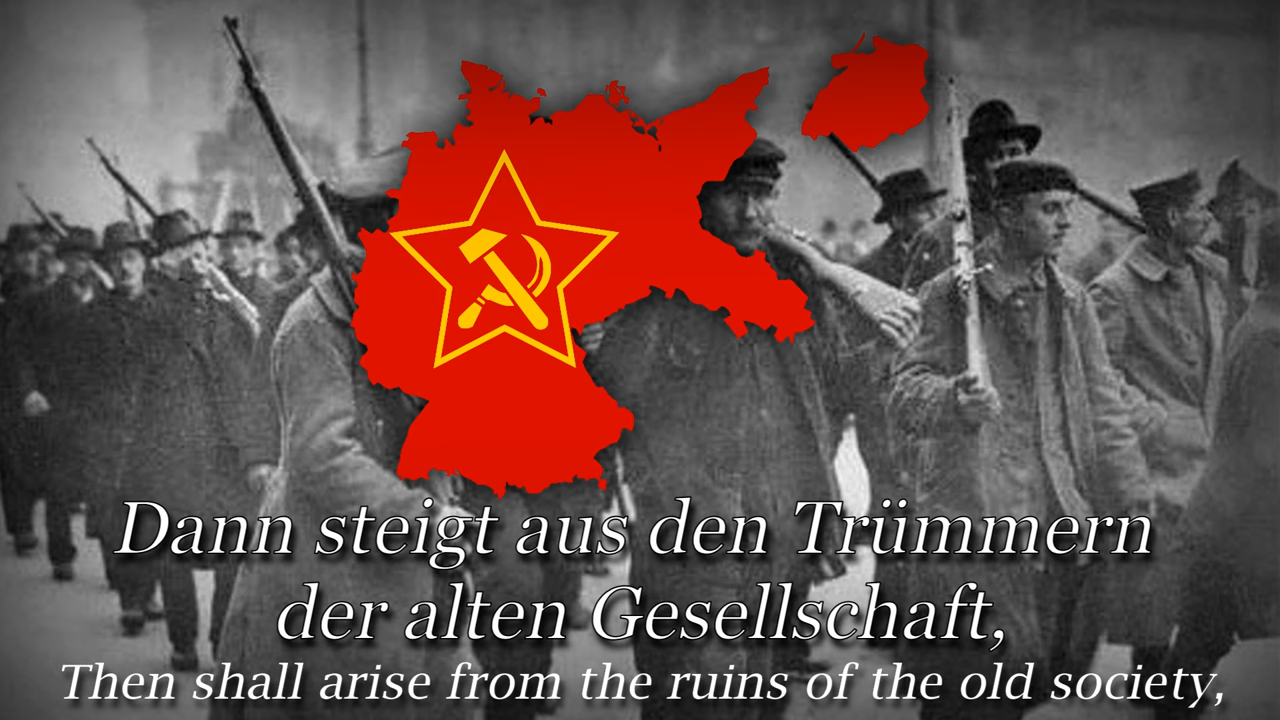 Dann steigt aus den Trümmern
der alten Gesellschaft,
Then shall arise from the ruins of the old society,